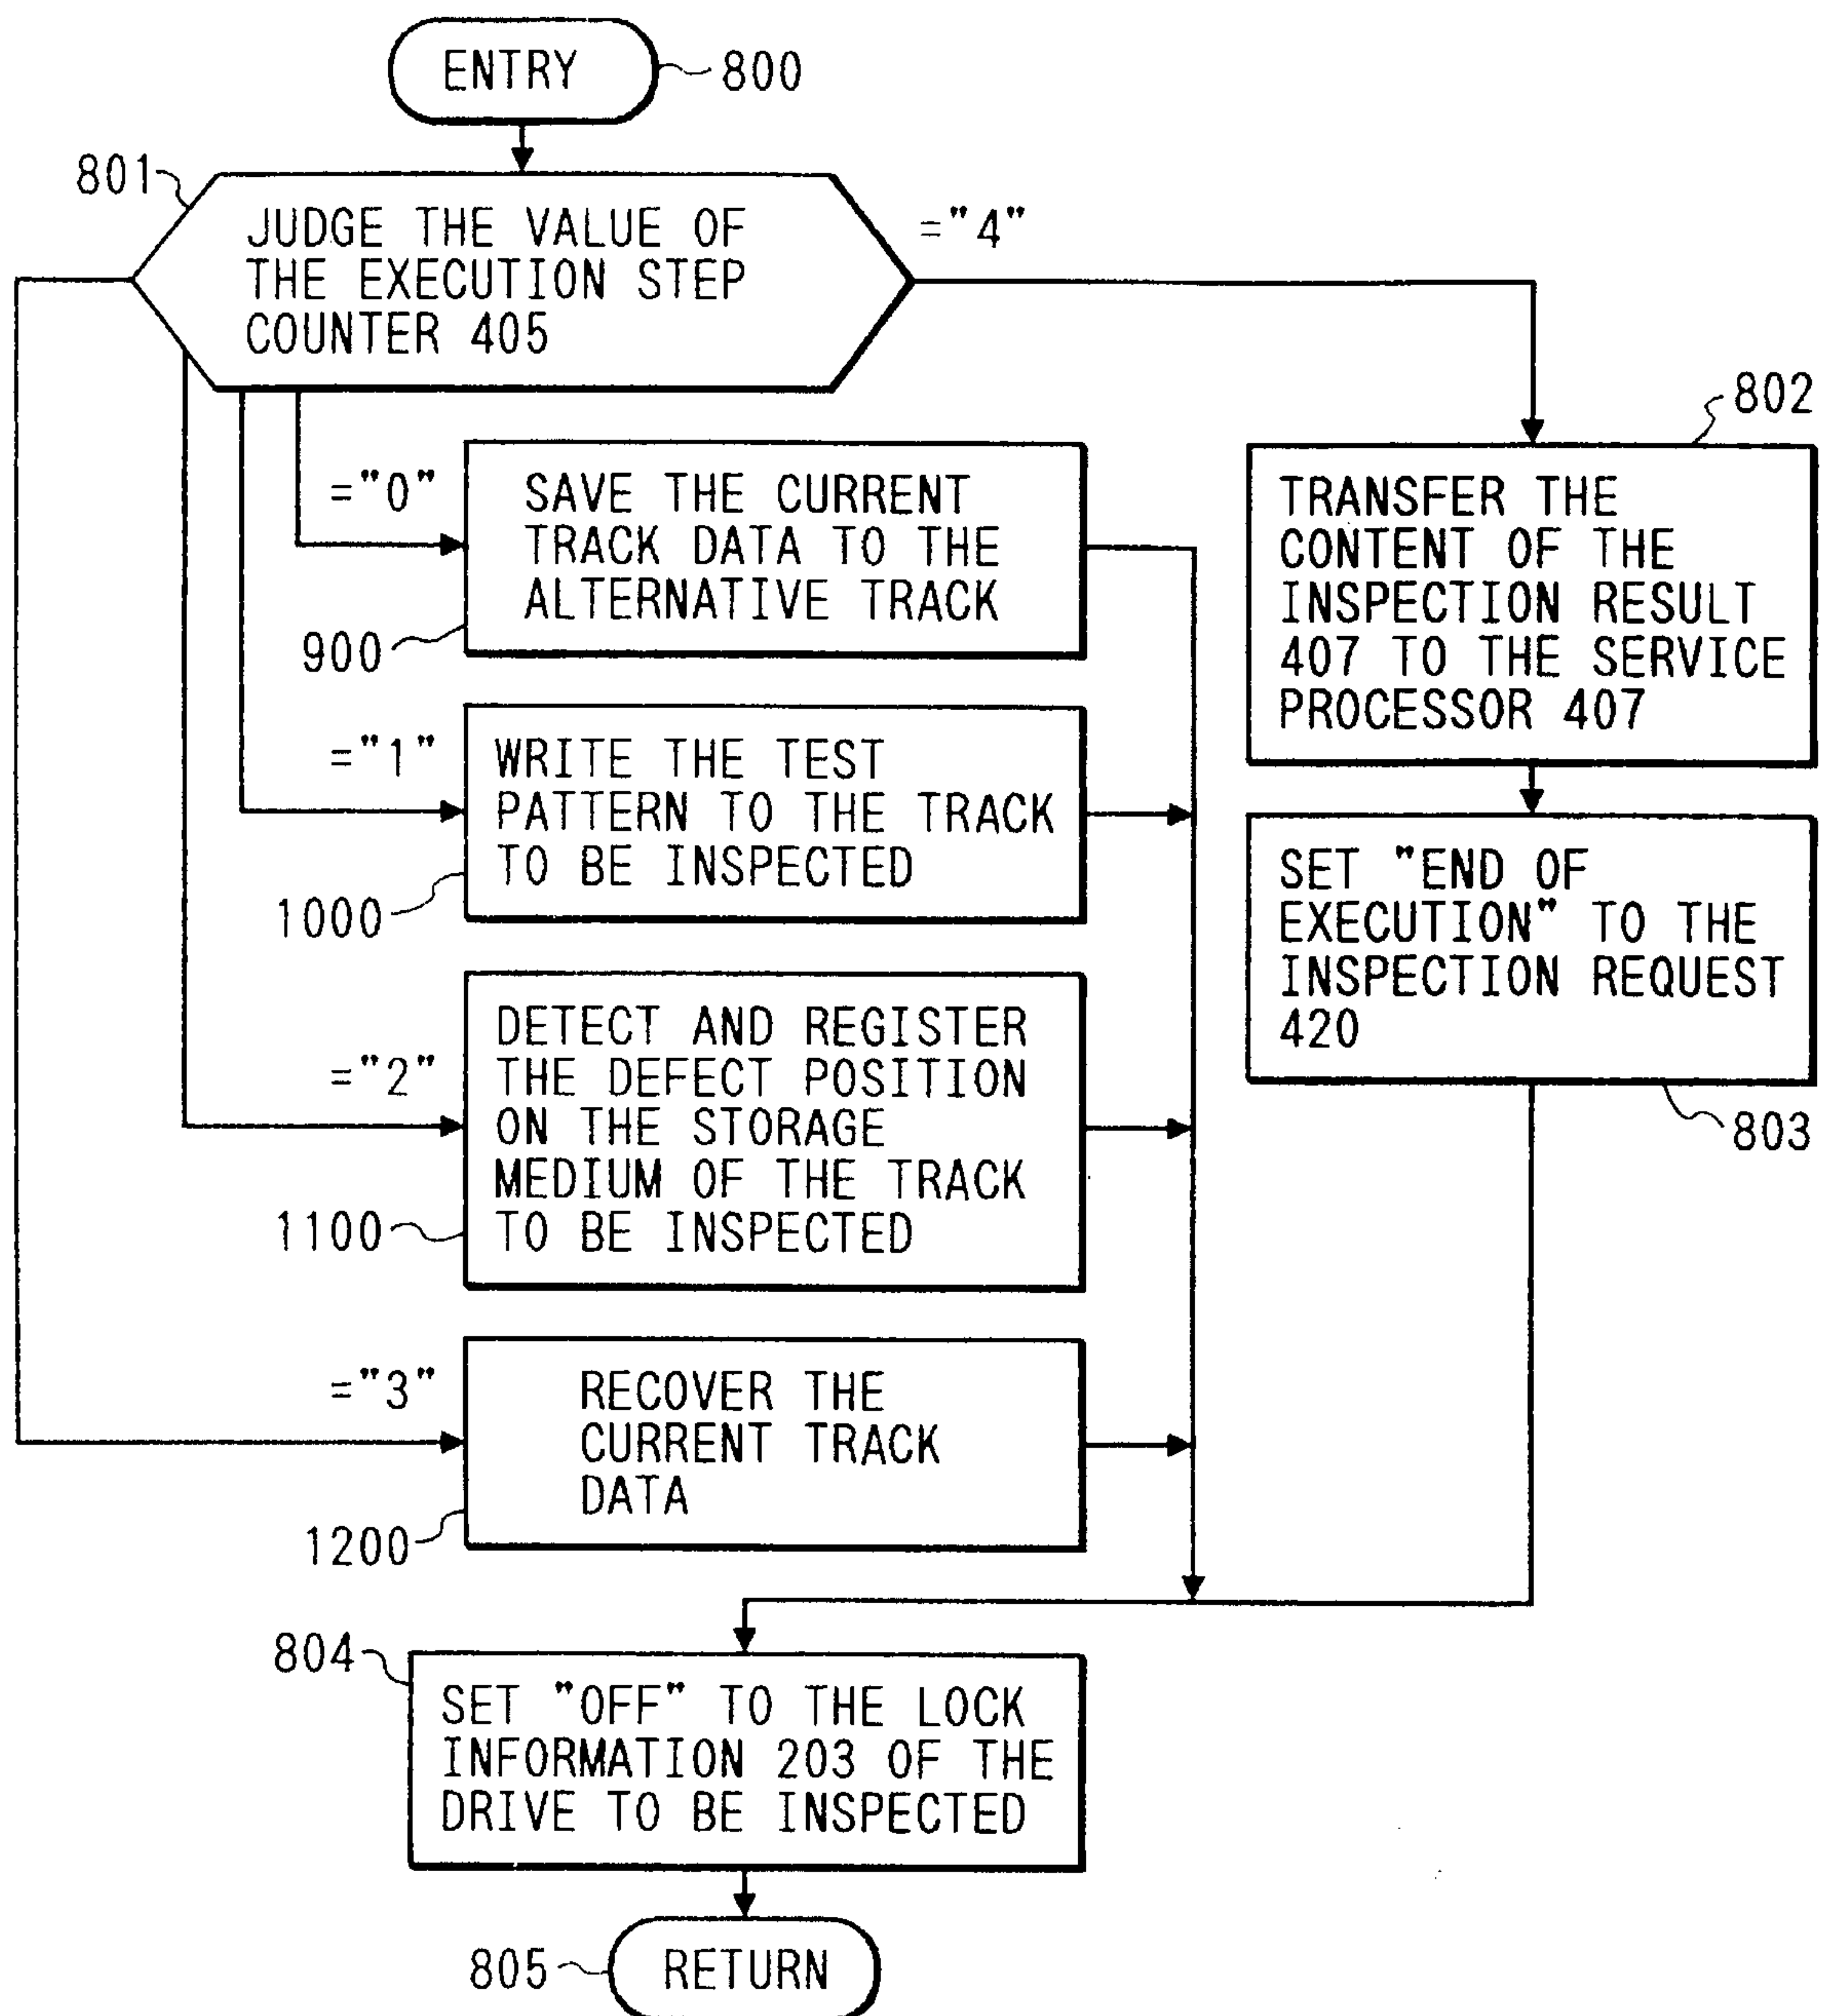 ENTRY
800
801
JUDGE THE VALUE OF
THE EXECUTION STEP
COUNTER 405
="4"
802
="0"
SAVE THE CURRENT
TRACK DATA TO THE
ALTERNATIVE TRACK
900
TRANSFER THE
CONTENT OF THE
INSPECTION RESULT
407 TO THE SERVICE
PROCESSOR 407
="1"
WRITE THE TEST
PATTERN TO THE TRACK
TO BE INSPECTED
1000
SET "END OF
EXECUTION" TO THE
INSPECTION REQUEST
420
803
="2"
DETECT AND REGISTER
THE DEFECT POSITION
ON THE STORAGE
MEDIUM OF THE TRACK
TO BE INSPECTED
1100
="3"
RECOVER THE
CURRENT TRACK
DATA
1200
804
SET "OFF" TO THE LOCK
INFORMATION 203 OF THE
DRIVE TO BE INSPECTED
805
RETURN